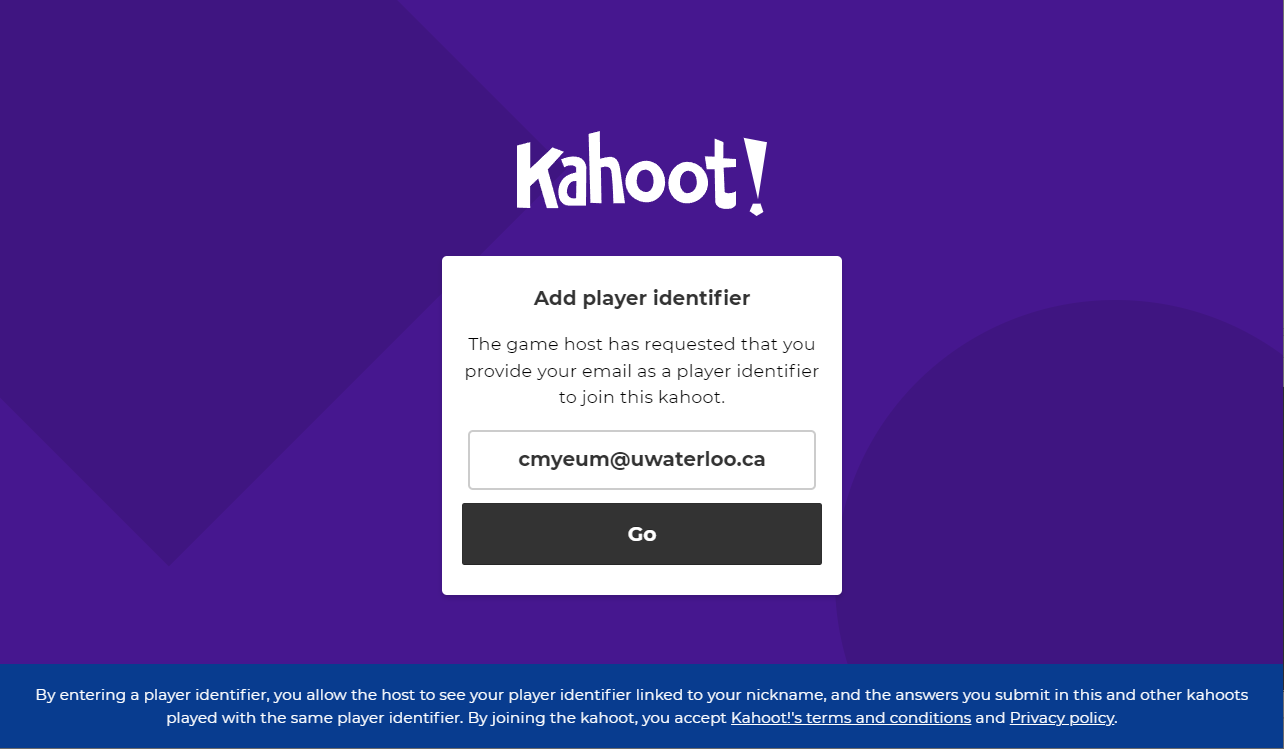 Kahoot!
Add player identifier
The game host has requested that you
provide your email as a player identifier
to join this kahoot.
cmyeum@uwaterloo.ca
Go
By entering a player identifier, you allow the host to see your player identifier linked to your nickname, and the answers you submit in this and other kahoots
played with the same player identifier. By joining the kahoot, you accept Kahoot!'s terms and conditions and Privacy policy.